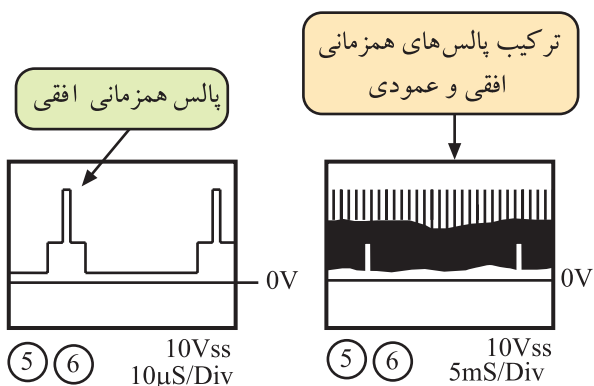 ترکیب پالس‌های همزمانی
افقی و عمودی
پالس همزمانی افقی
0V
0V
5 6
10Vss
10µS/Div
5 6
10Vss
5mS/Div